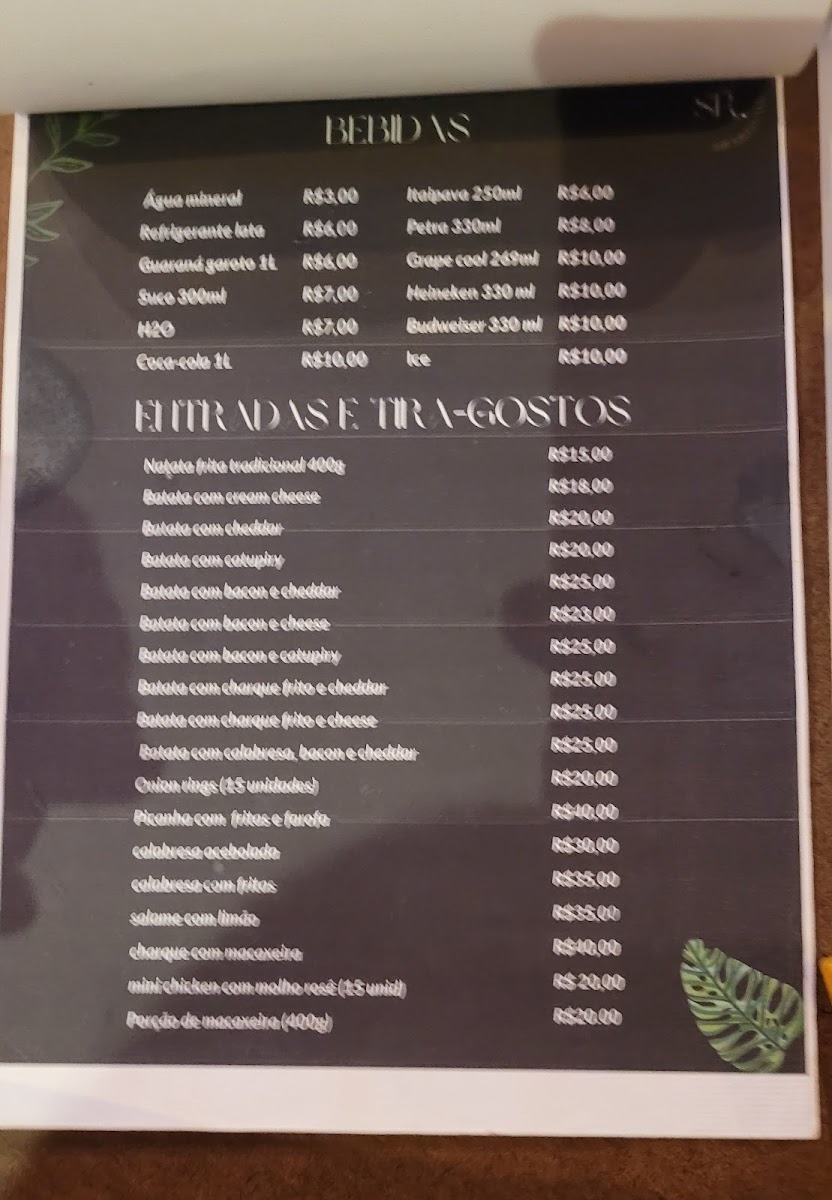 SR.
BEBIDAS
Água mineral R$3,00 Itaipava 250ml R$6,00
Refrigerante lata R$6,00 Petra 330ml R$8,00
Guaraná garoto 1L R$6,00 Grape cool 269ml R$10,00
Suco 300ml R$7,00 Heineken 330 ml R$10,00
H2O R$7,00 Budweiser 330 ml R$10,00
Coca-cola 1L R$10,00 Ice R$10,00
ENTRADAS E TIRA-GOSTOS
Naṭata frita tradicional 400g R$15,00
Batata com cream cheese R$18,00
Batata com cheddar R$20,00
Batata com catupiry R$20,00
Batata com bacon e cheddar R$25,00
Batata com bacon e cheese R$23,00
Batata com bacon e catupiry R$25,00
Batata com charque frito e cheddar R$25,00
Batata com charque frito e cheese R$25,00
Batata com calabresa, bacon e cheddar R$25,00
Onion rings (15 unidades) R$20,00
Picanha com fritas e farofa R$40,00
calabresa acebolada R$30,00
calabresa com fritas R$35,00
salame com limão R$35,00
charque com macaxeira R$40,00
mini chicken com molho rosê (15 unid) R$ 20,00
Porção de macaxeira (400g) R$20,00